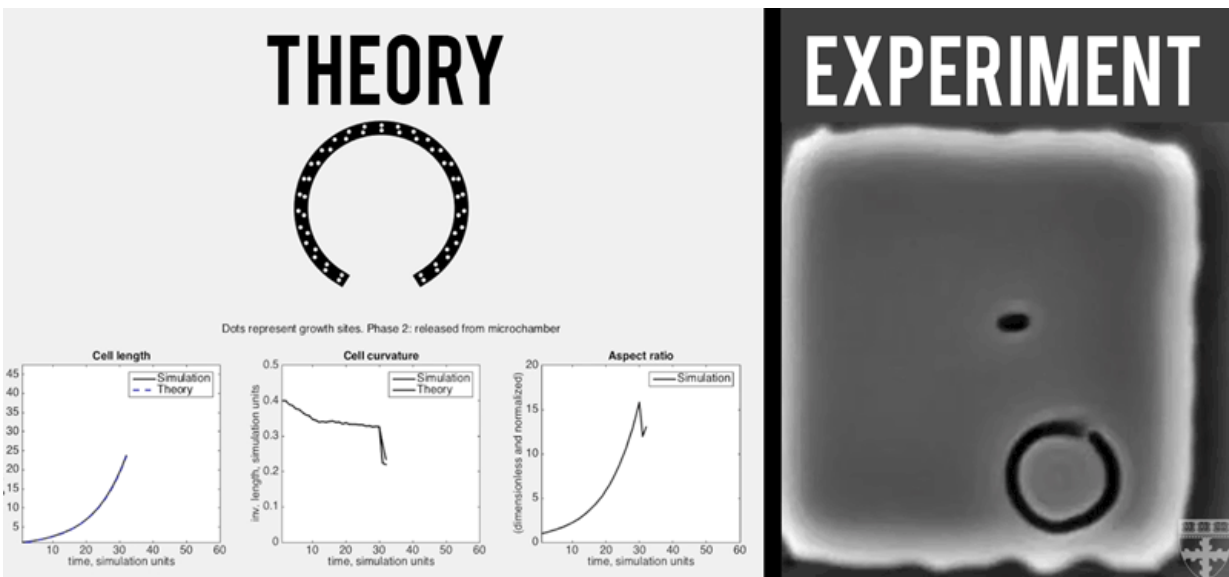 THEORY
EXPERIMENT
Dots represent growth sites. Phase 2: released from microchamber
Cell length
45
40
35
30
25
20
15
10
5
10 20 30 40 50 60
time, simulation units
Simulation
Theory
Cell curvature
inv. length, simulation units
0.5
0.4
0.3
0.2
0.1
0
10 20 30 40 50 60
time, simulation units
Simulation
Theory
Aspect ratio
(dimensionless and normalized)
20
15
10
5
0
10 20 30 40 50 60
time, simulation units
Simulation